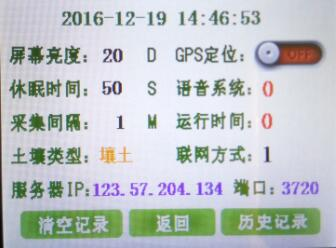 2016-12-19 14:46:53
屏幕亮度: 20 D GPS定位: OFF
休眠时间: 50 S 语音系统: 0
采集间隔: 1 M 运行时间: 0
土壤类型: 壤土 联网方式: 1
服务器IP:123.57.204.134 端口: 3720
清空记录 返回 历史记录